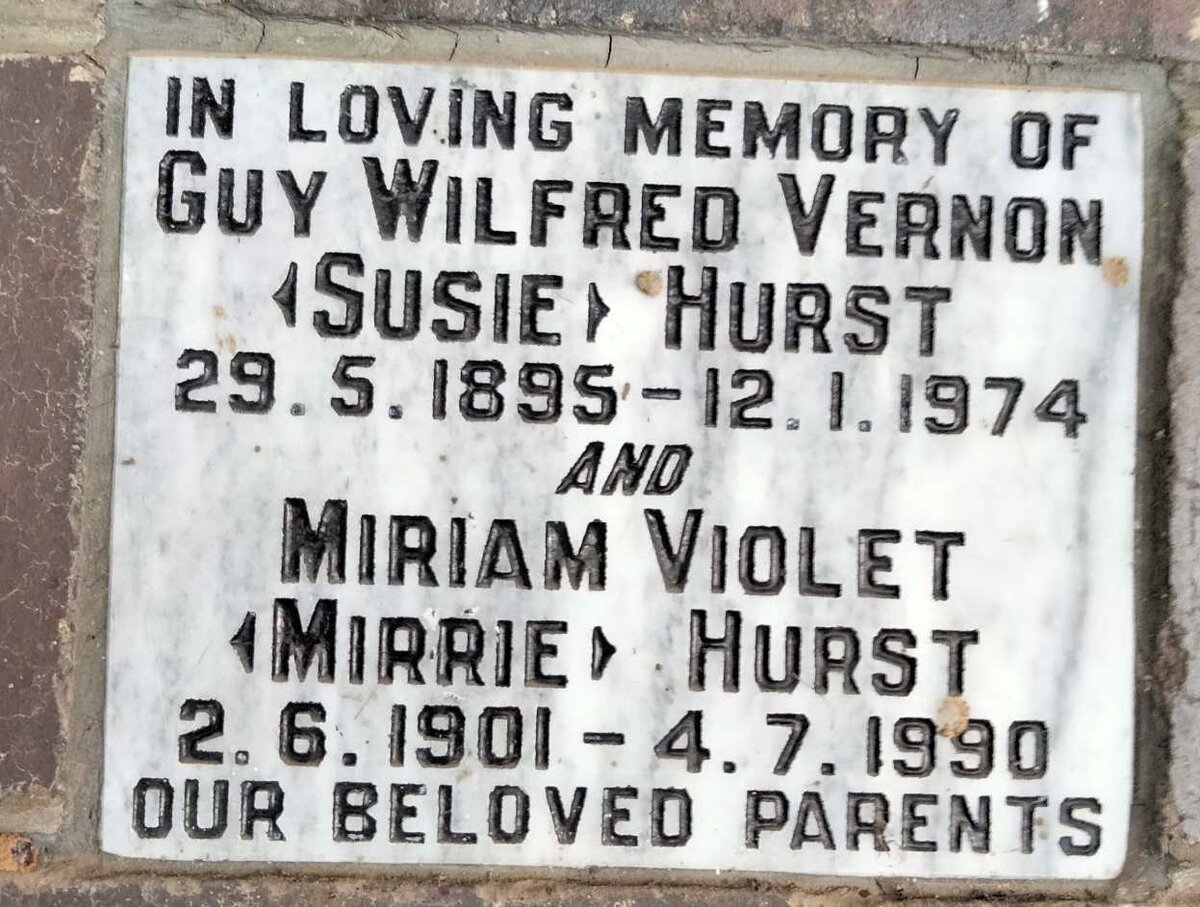 IN LOVING MEMORY OF
GUY WILFRED VERNON
‹SUSIE› HURST
29.5.1895-12.1.1974
AND
MIRIAM VIOLET
‹MIRRIE› HURST
2.6.1901-4.7.1990
OUR BELOVED PARENTS